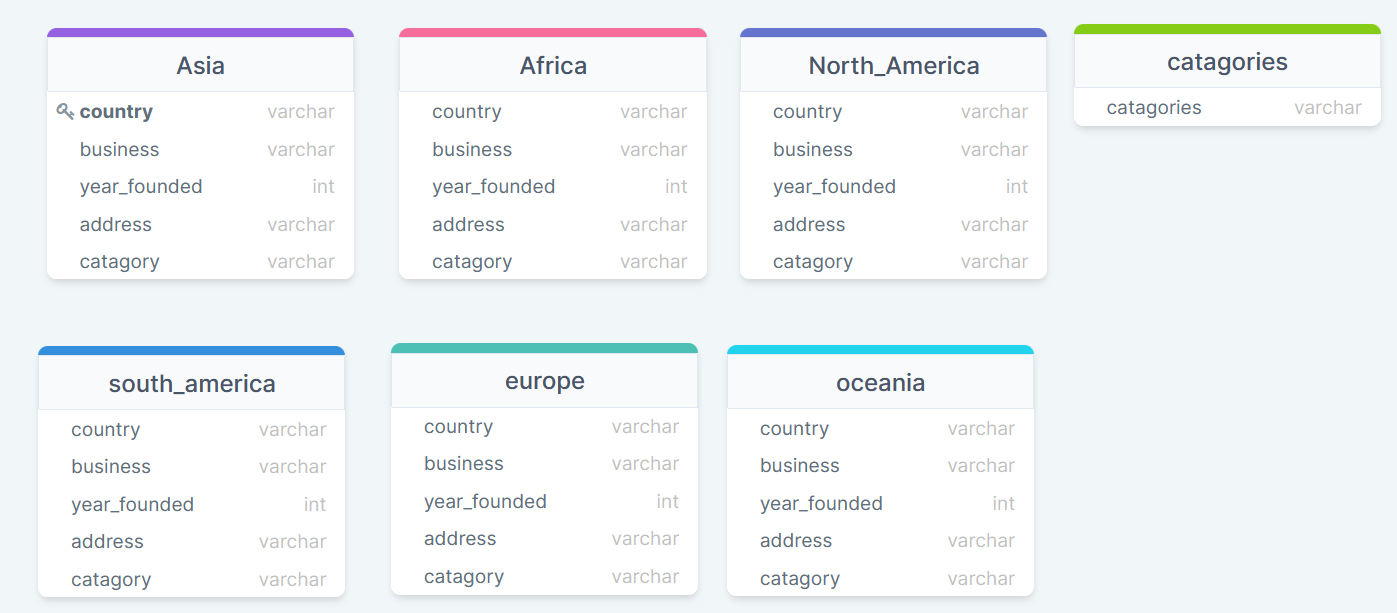 Asia
country varchar
business varchar
year_founded int
address varchar
catagory varchar
Africa
country varchar
business varchar
year_founded int
address varchar
catagory varchar
North_America
country varchar
business varchar
year_founded int
address varchar
catagory varchar
catagories
catagories varchar
south_america
country varchar
business varchar
year_founded int
address varchar
catagory varchar
europe
country varchar
business varchar
year_founded int
address varchar
catagory varchar
oceania
country varchar
business varchar
year_founded int
address varchar
catagory varchar